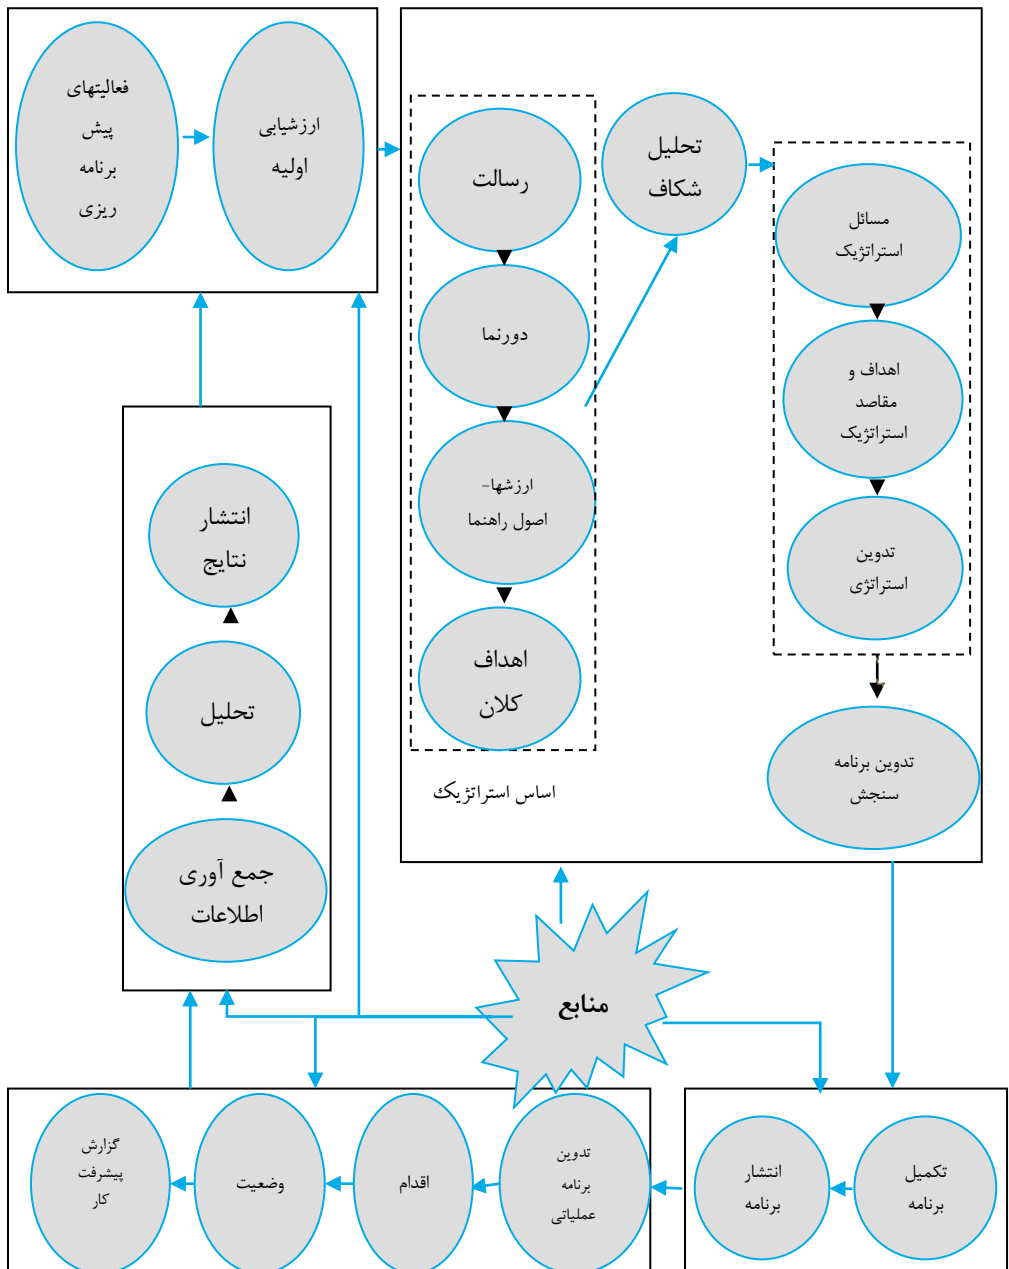 فعالیتهای
پیش
برنامه
ریزی
ارزشیابی
اولیه
رسالت
دورنما
ارزشها-
اصول راهنما
اهداف
کلان
اساس استراتژیک
تحلیل
شکاف
مسائل
استراتژیک
اهداف و
مقاصد
استراتژیک
تدوین
استراتژی
تدوین برنامه
سنجش
تکمیل
برنامه
انتشار
برنامه
تدوین
برنامه
عملیاتی
اقدام
وضعیت
گزارش
پیشرفت
کار
جمع آوری
اطلاعات
تحلیل
انتشار
نتایج
منابع